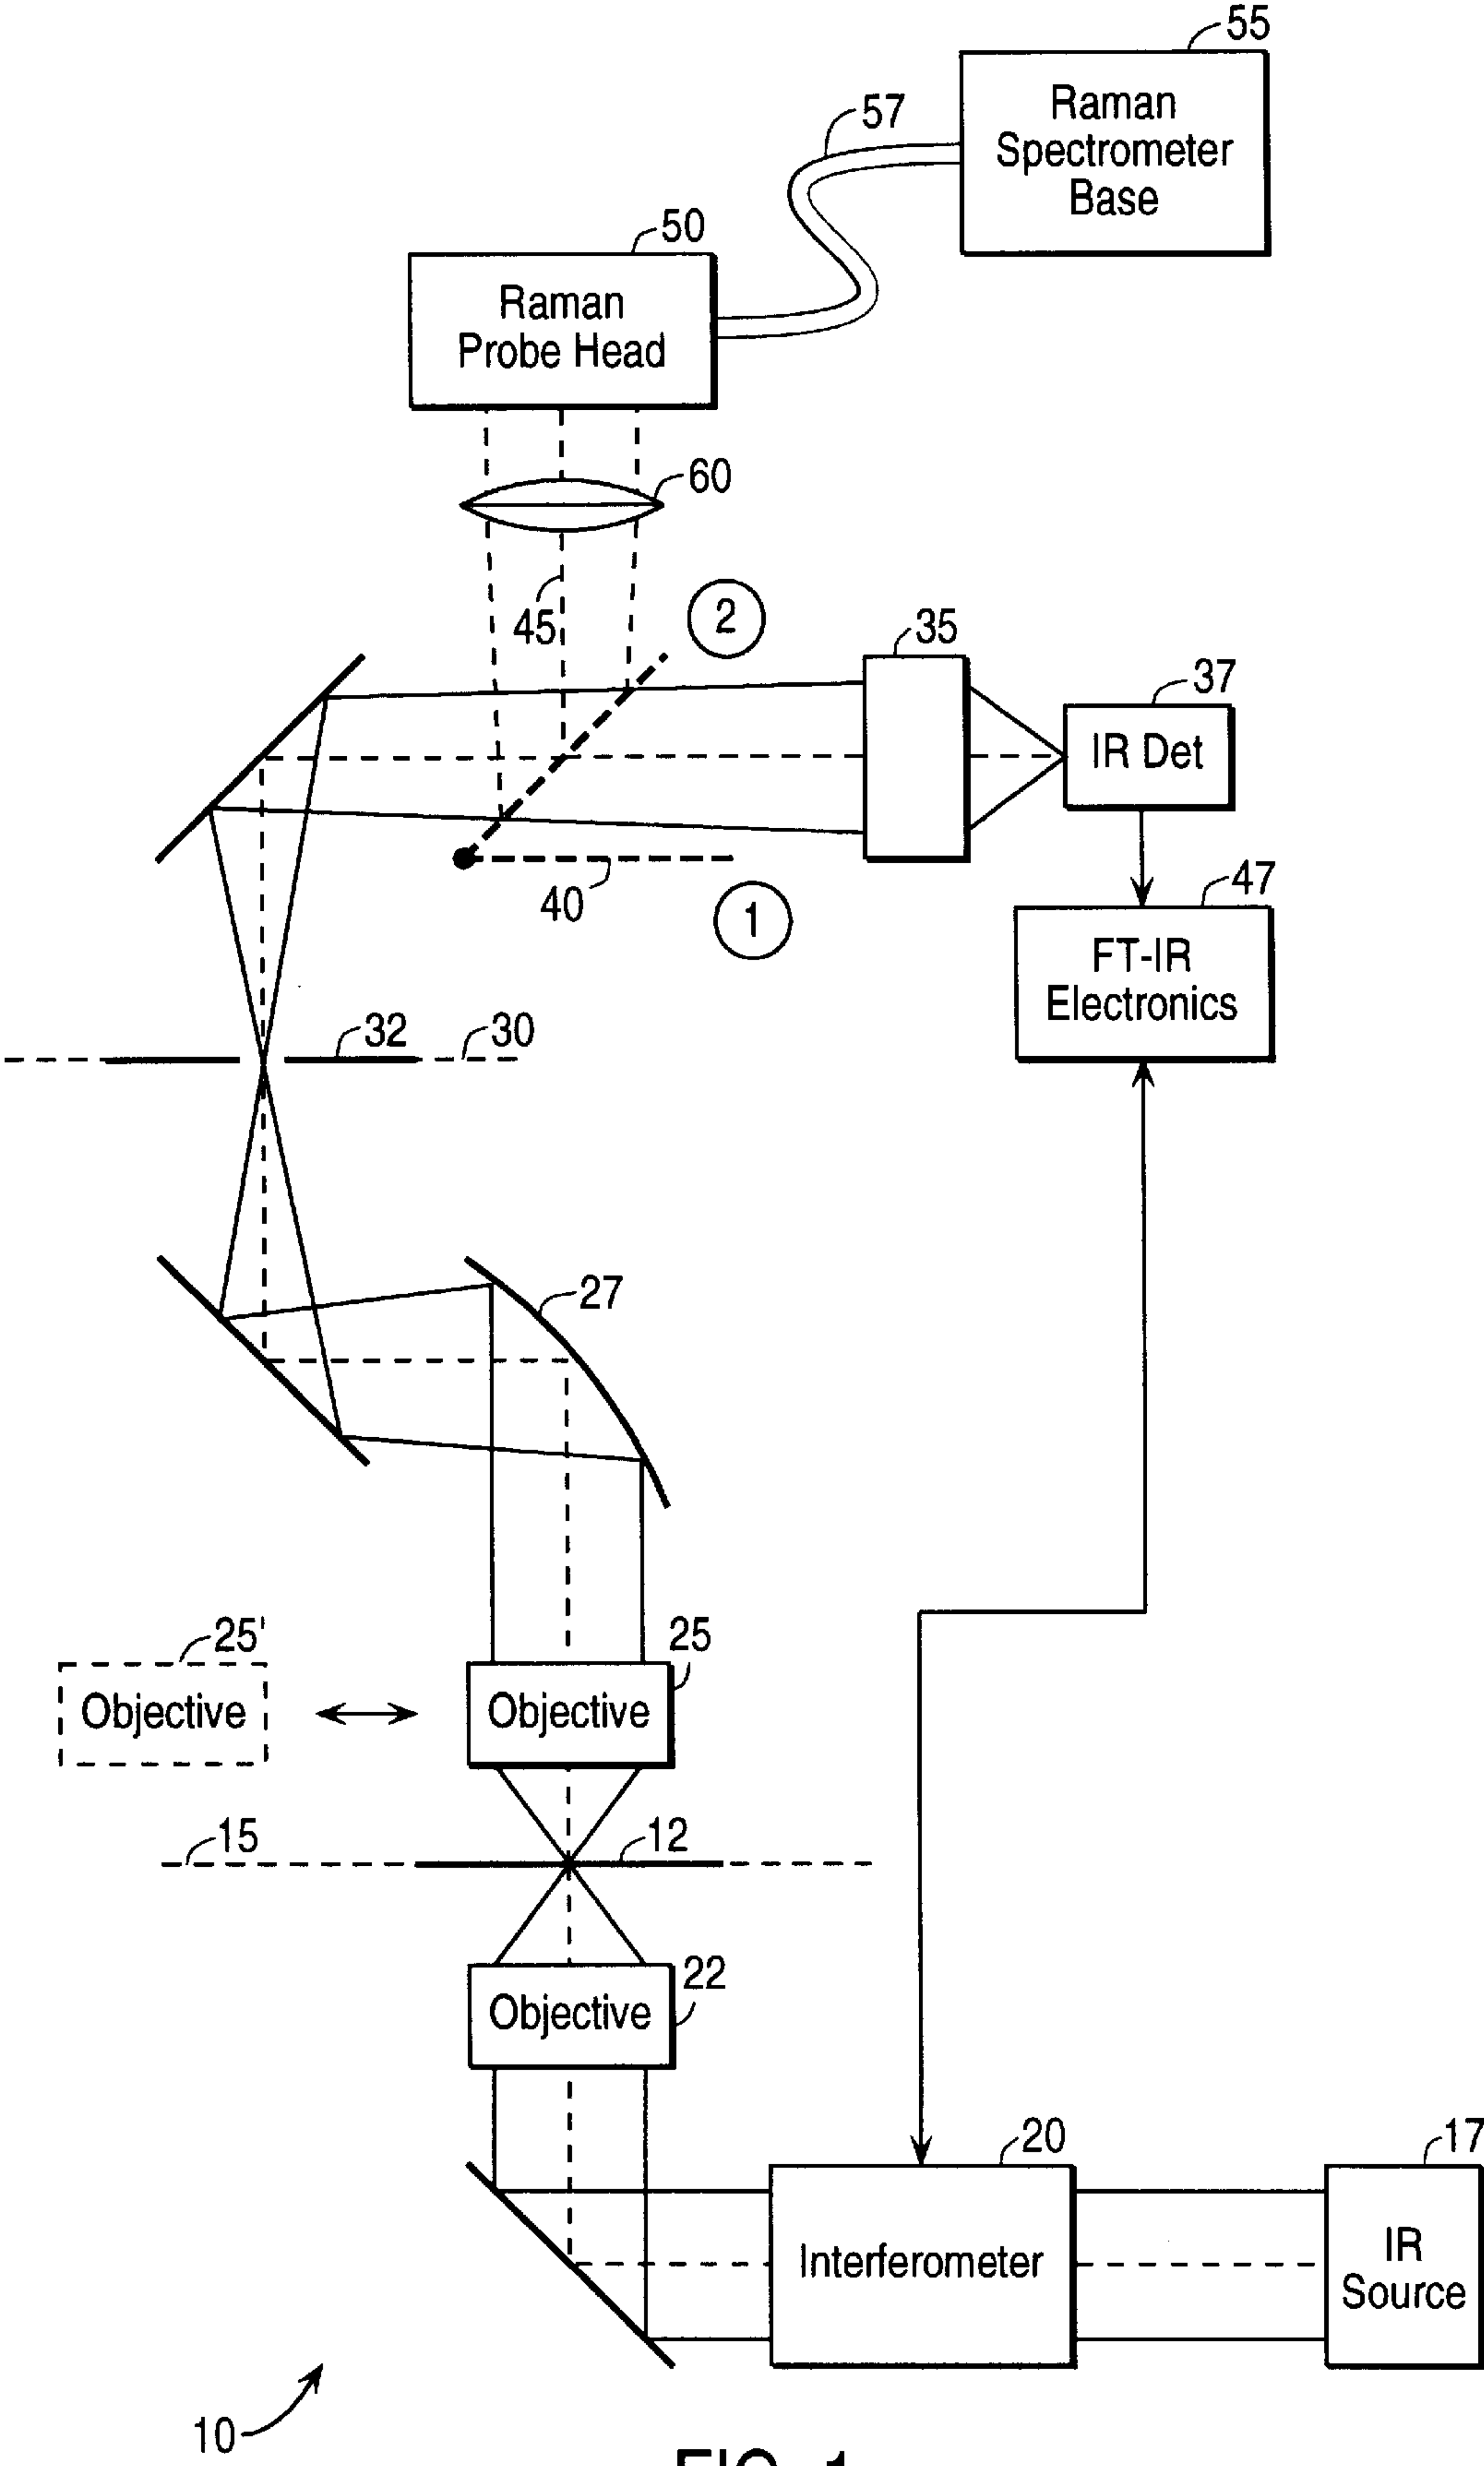 55
Raman
Spectrometer
Base
57
50
Raman
Probe Head
60
45
2
35
37
IR Det
40
1
47
FT-IR
Electronics
32
30
27
25'
Objective
25
Objective
15
12
22
Objective
20
Interferometer
17
IR
Source
10
FIG. 1